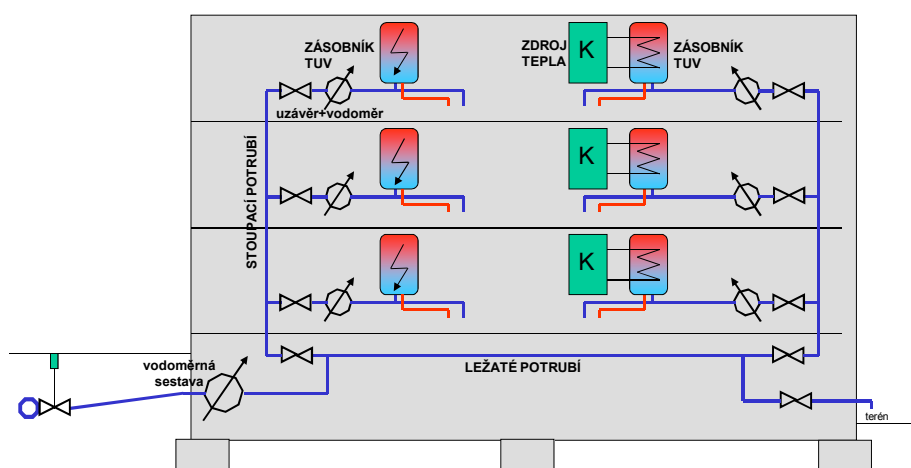 ZÁSOBNÍK
TUV
ZDROJ
TEPLA
K
ZÁSOBNÍK
TUV
uzávěr+vodoměr
STOUPACÍ POTRUBÍ
K
K
vodoměrná
sestava
LEŽATÉ POTRUBÍ
terén